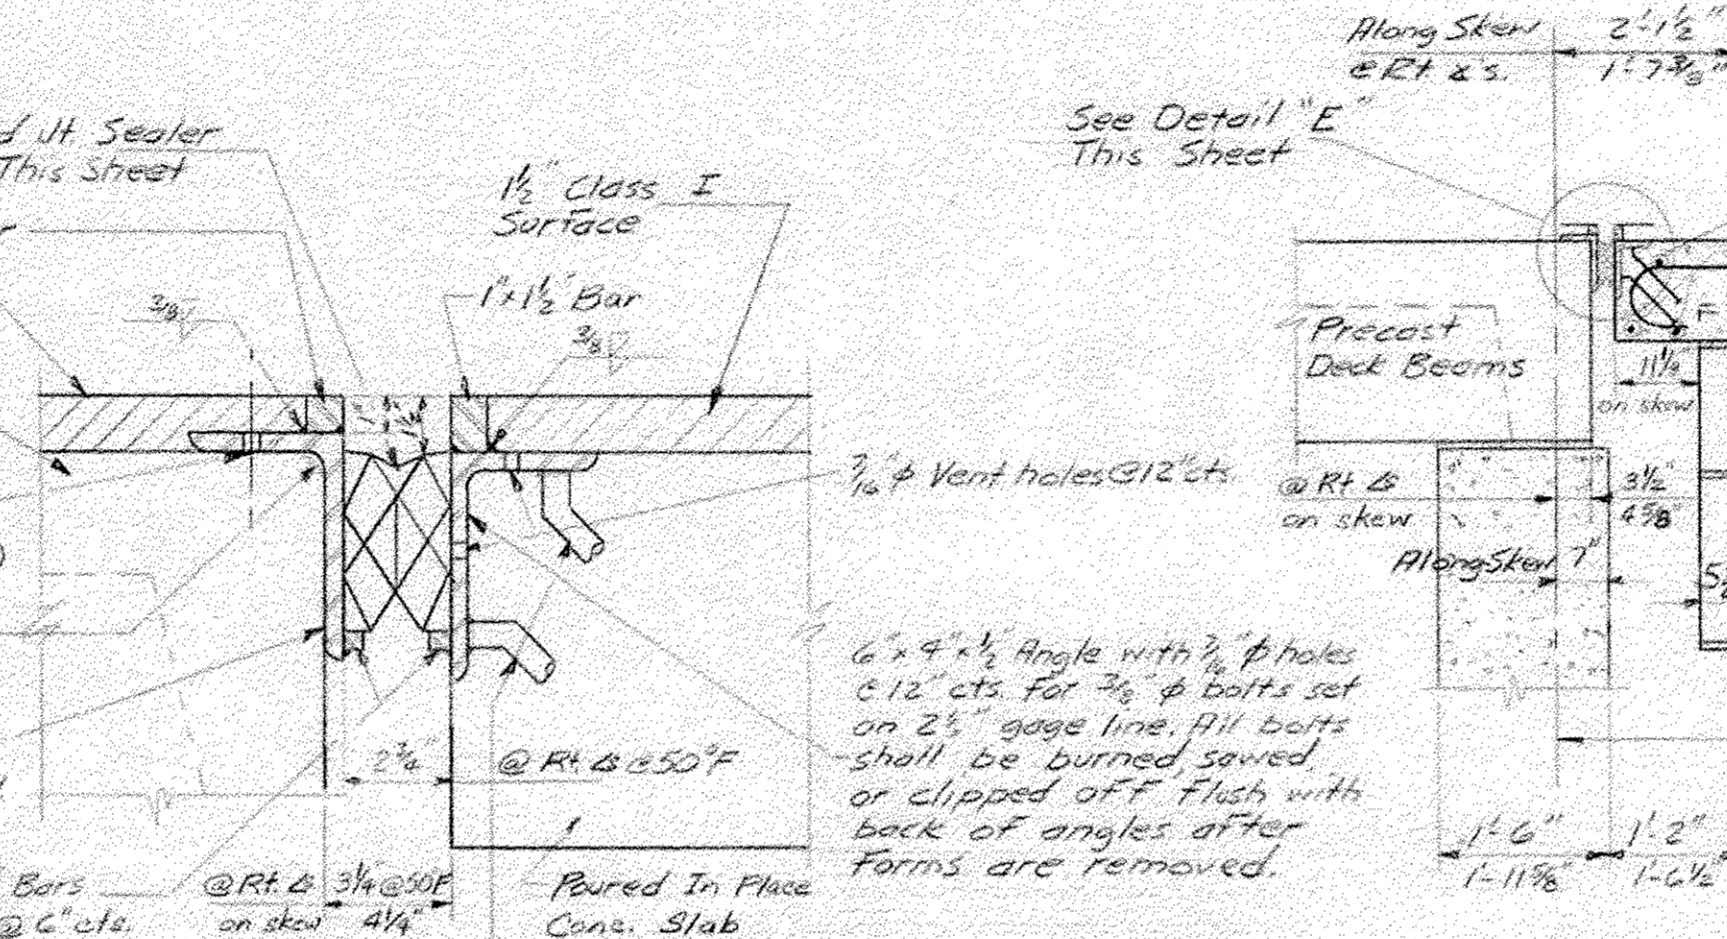 Along Skew
@ Rt ∠'s.
2'-1½"
1'-7⅜"
See Detail "E"
This Sheet
d Jt. Sealer
This Sheet
1½" Class I
Surface
1"x1½" Bar
3/8
3/8
Precast
Deck Beams
F
11¼"
on skew
7/16" ϕ Vent holes @ 12" cts.
@ Rt ∠s
on skew
3½"
4⅝"
Along Skew 7"
6" x 4" x ½" Angle with 7/16" ϕ holes
@ 12" cts. for 3/8" ϕ bolts set
on 2½" gage line. All bolts
shall be burned, sawed,
or clipped off flush with
back of angles after
forms are removed.
2¾"
@ Rt. ∠s @ 50°F
Bars
@ 6" cts.
@ Rt. ∠s
on skew
3¼ @ 50F
4¼"
Poured In Place
Conc. Slab
1'-6"
1'-11⅝"
1'-2"
1'-6½"